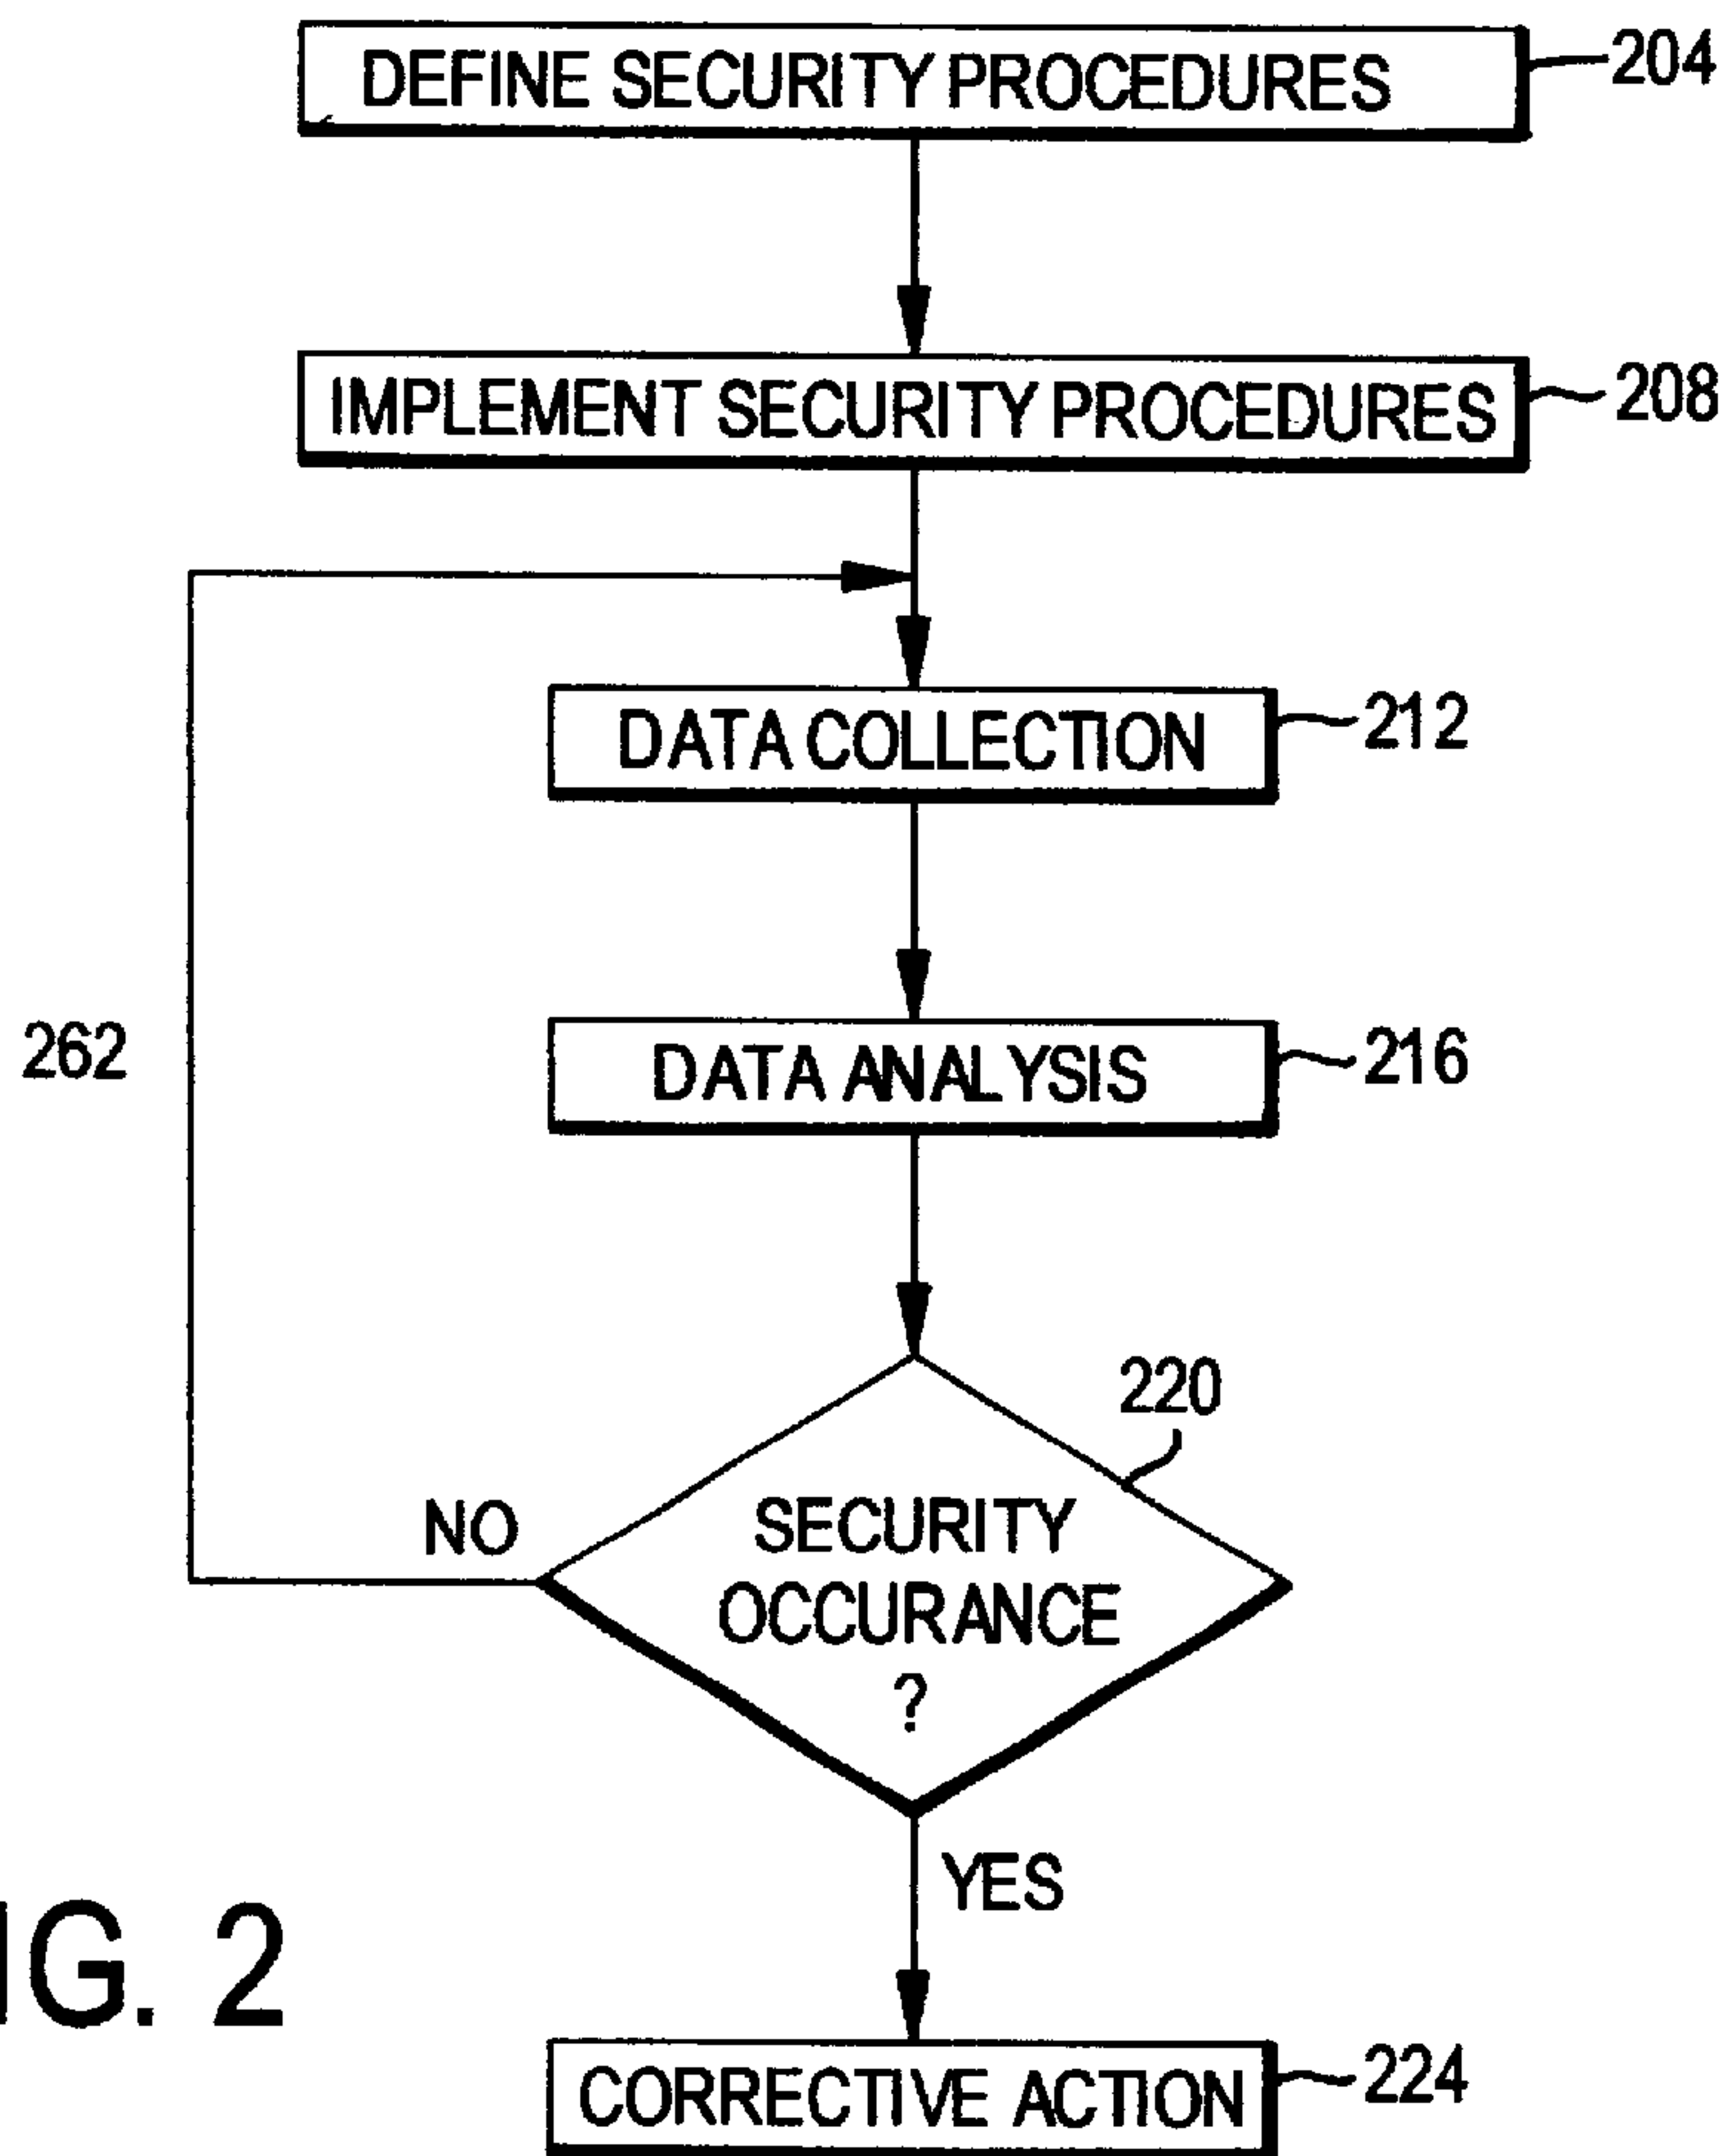 DEFINE SECURITY PROCEDURES
204
IMPLEMENT SECURITY PROCEDURES
208
DATA COLLECTION
212
262
DATA ANALYSIS
216
220
NO
SECURITY
OCCURANCE
?
YES
IG. 2
CORRECTIVE ACTION
224